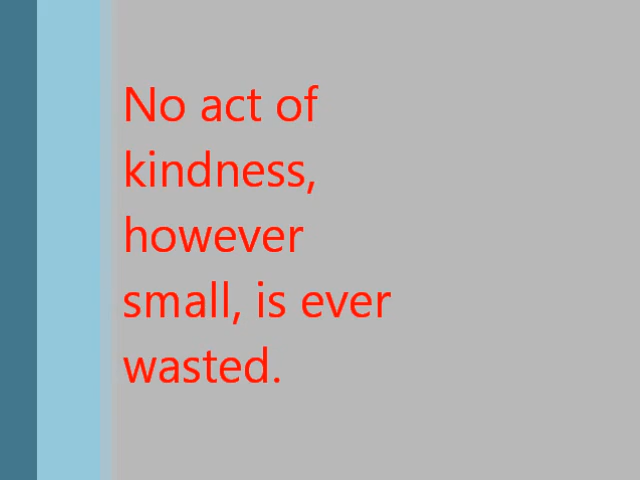 No act of
kindness,
however
small, is ever
wasted.